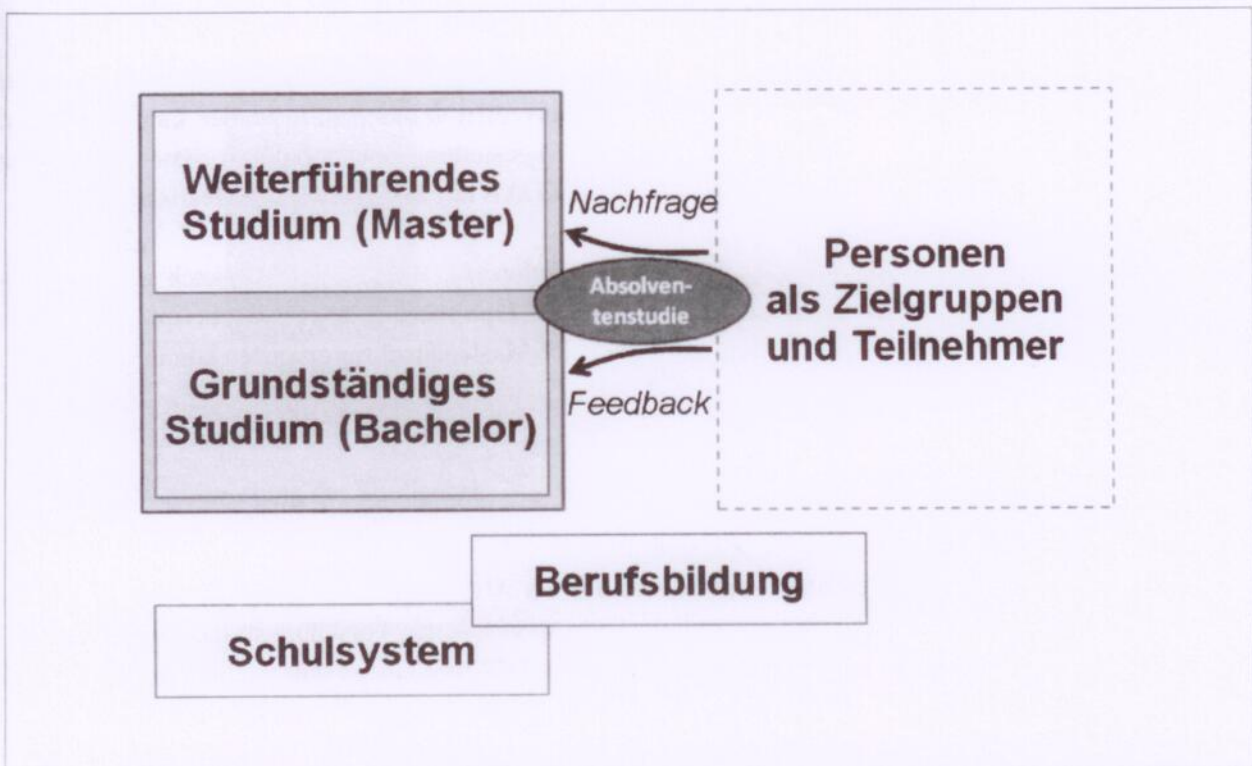 Weiterführendes
Studium (Master)
Nachfrage
Absolven-
tenstudie
Personen
als Zielgruppen
und Teilnehmer
Grundständiges
Studium (Bachelor)
Feedback
Berufsbildung
Schulsystem